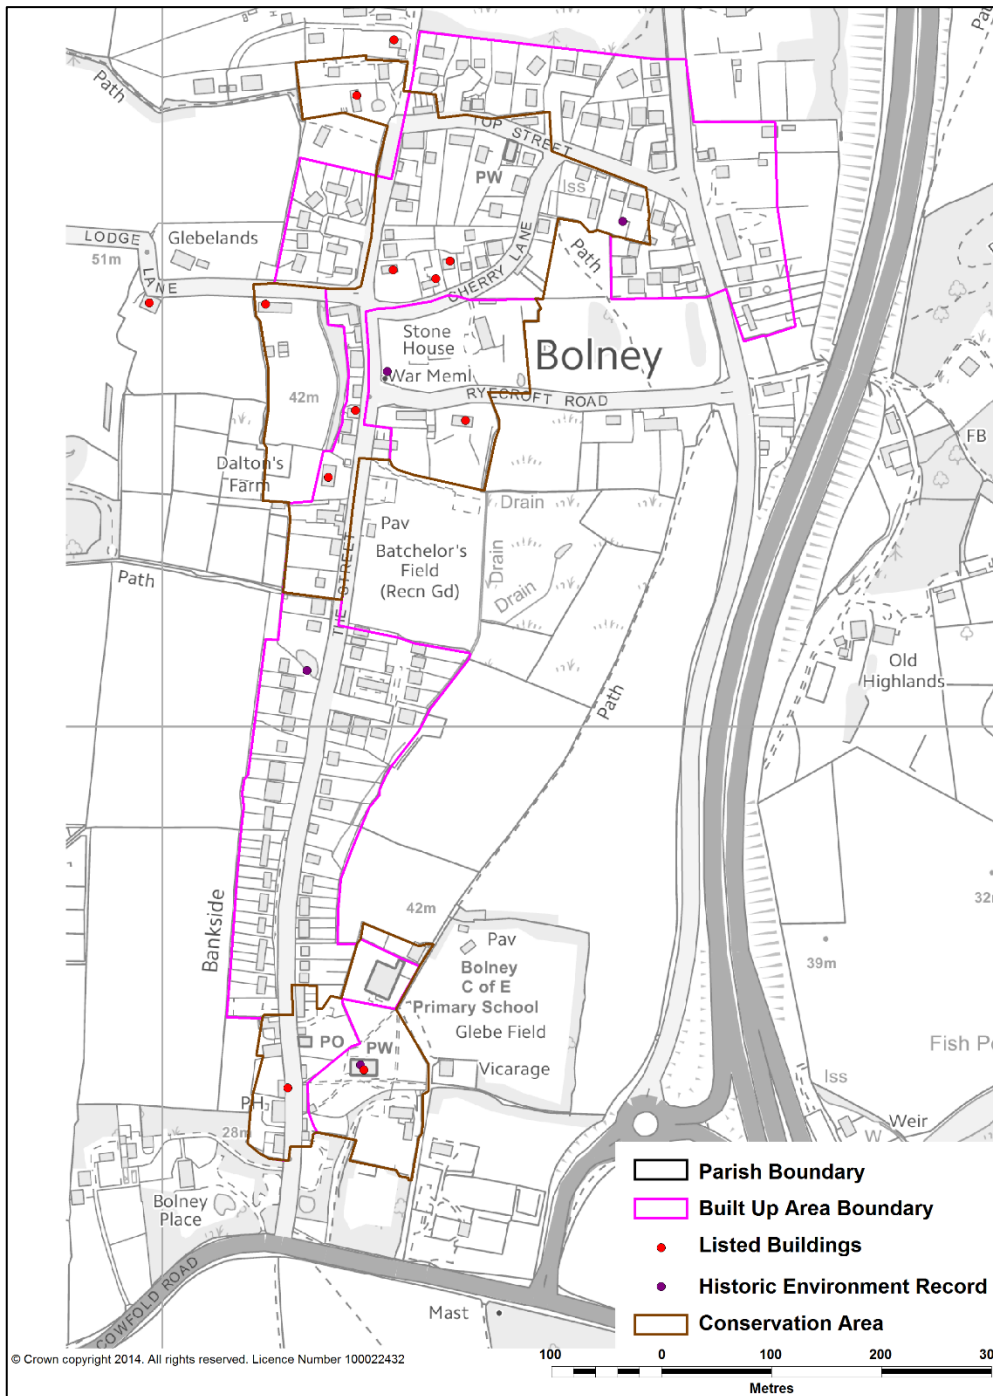 Path
Pau
TOP STREET
PW
Iss
LODGE
LANE
51m
Glebelands
CHERRY LANE
Path
Stone
House
War Meml
Bolney
RYECROFT ROAD
42m
Dalton's
Farm
FB
Drain
Pav
Batchelor's
Field
(Recn Gd)
Drain
Drain
Path
THE STREET
Old
Highlands
Path
Bankside
42m
Pav
Bolney
C of E
Primary School
Glebe Field
32m
39m
PO
PW
Vicarage
Fish Po
Iss
Weir
W
PH
28m
Bolney
Place
COWFOLD ROAD
Mast
Parish Boundary
Built Up Area Boundary
Listed Buildings
Historic Environment Record
Conservation Area
© Crown copyright 2014. All rights reserved. Licence Number 100022432
100 0 100 200 300
Metres